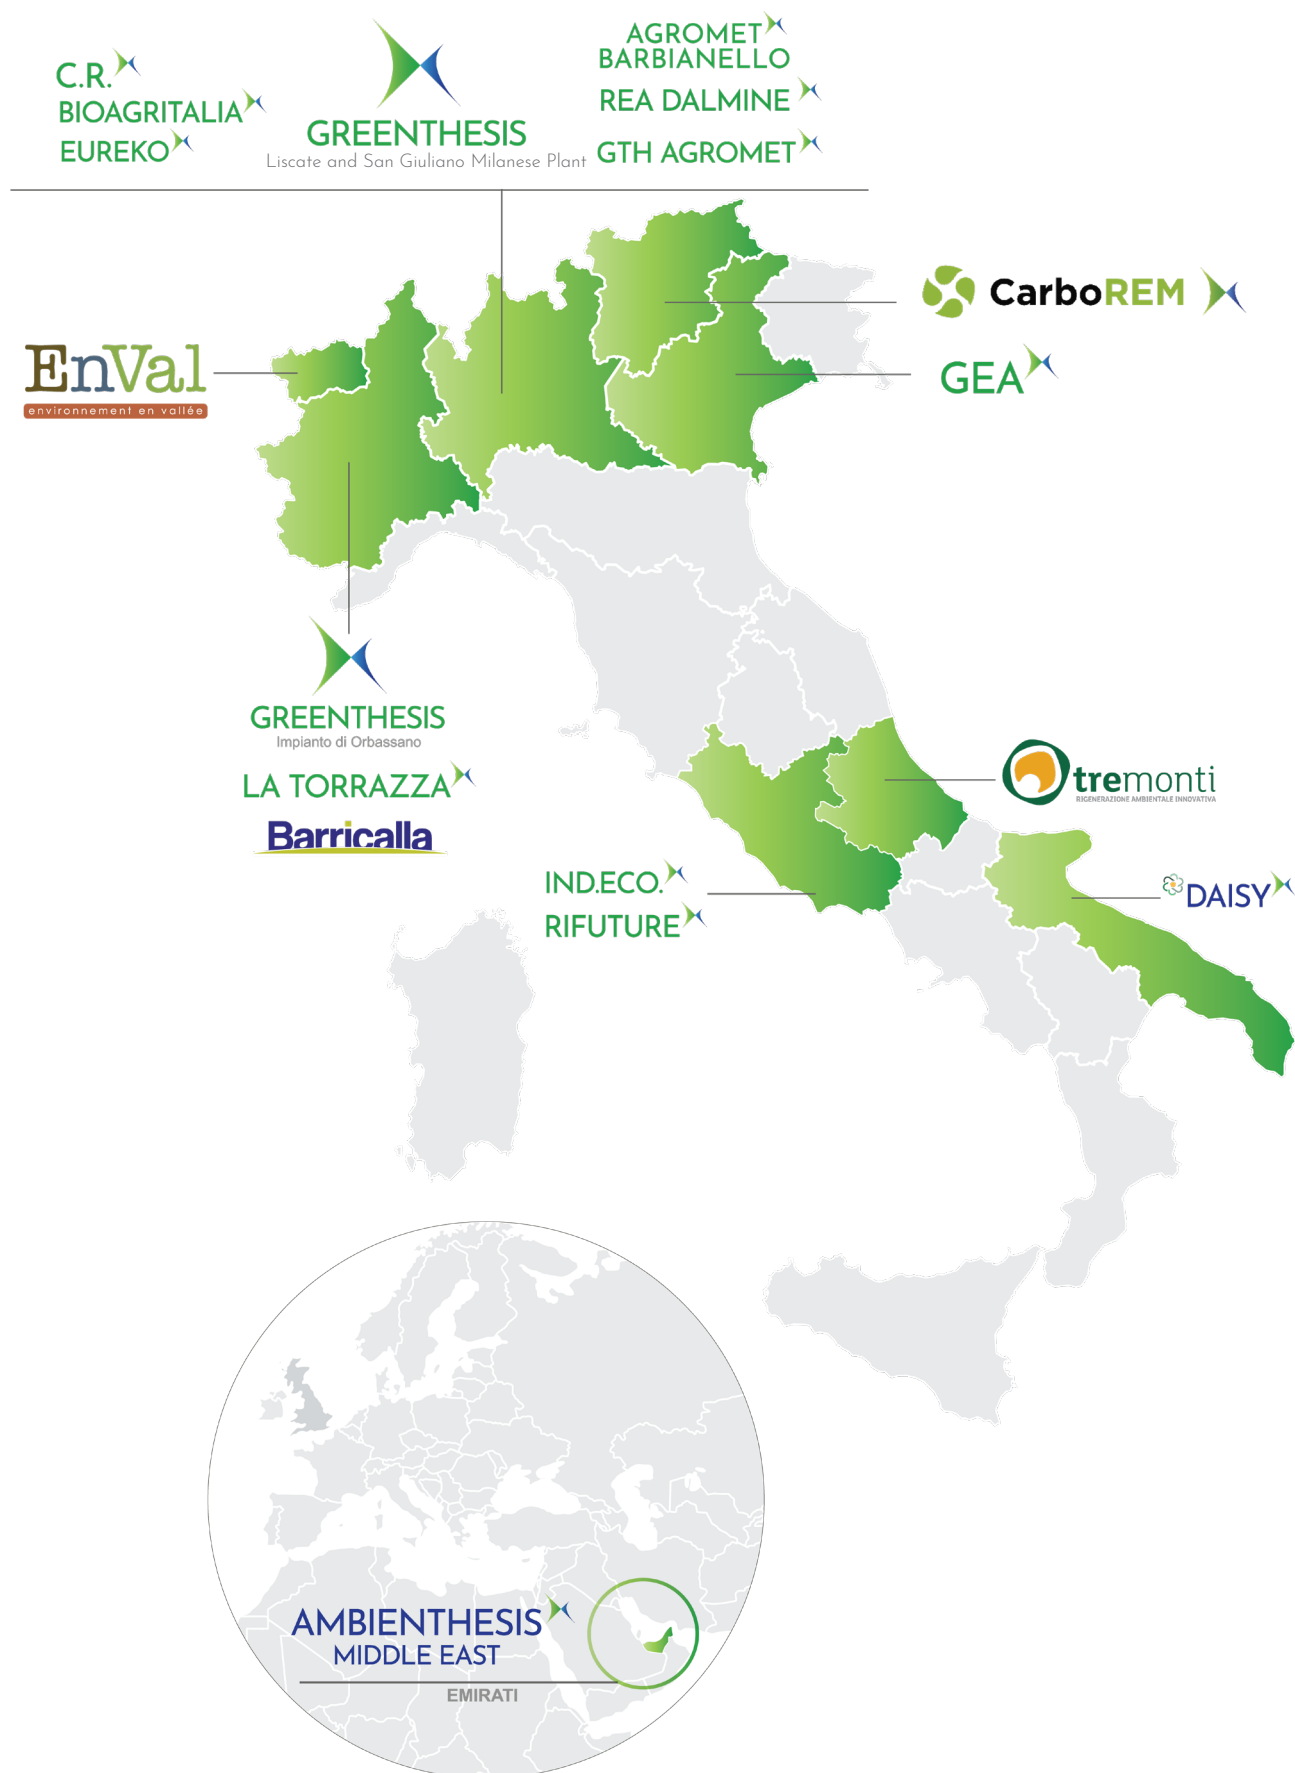 C.R.
BIOAGRITALIA
EUREKO
GREENTHESIS
Liscate and San Giuliano Milanese Plant
AGROMET
BARBIANELLO
REA DALMINE
GTH AGROMET
CarboREM
EnVal
environnement en vallée
GEA
GREENTHESIS
Impianto di Orbassano
LA TORRAZZA
Barricalla
tremonti
RIGENERAZIONE AMBIENTALE INNOVATIVA
IND.ECO.
RIFUTURE
DAISY
AMBIENTHESIS
MIDDLE EAST
EMIRATI